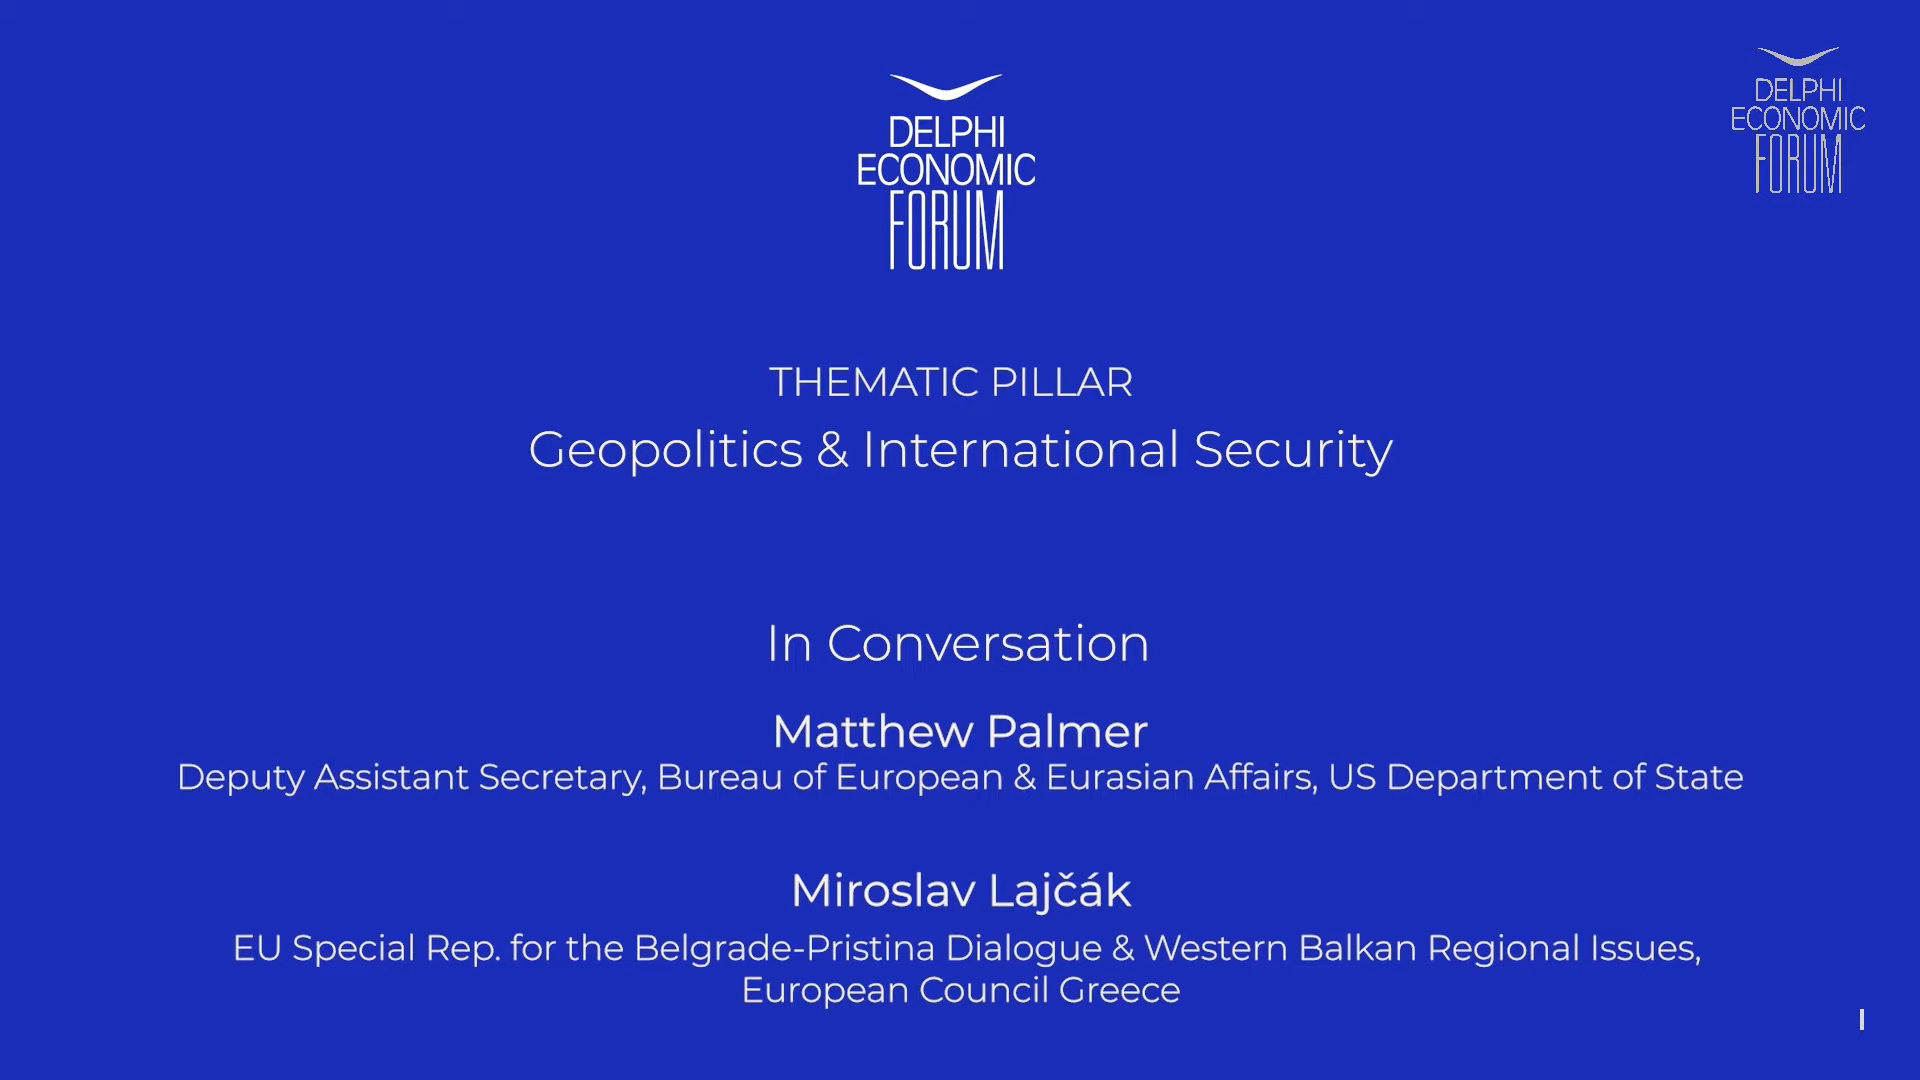 DELPHI
ECONOMIC
FORUM
DELPHI
ECONOMIC
FORUM
THEMATIC PILLAR
Geopolitics & International Security
In Conversation
Matthew Palmer
Deputy Assistant Secretary, Bureau of European & Eurasian Affairs, US Department of State
Miroslav Lajčák
EU Special Rep. for the Belgrade-Pristina Dialogue & Western Balkan Regional Issues,
European Council Greece